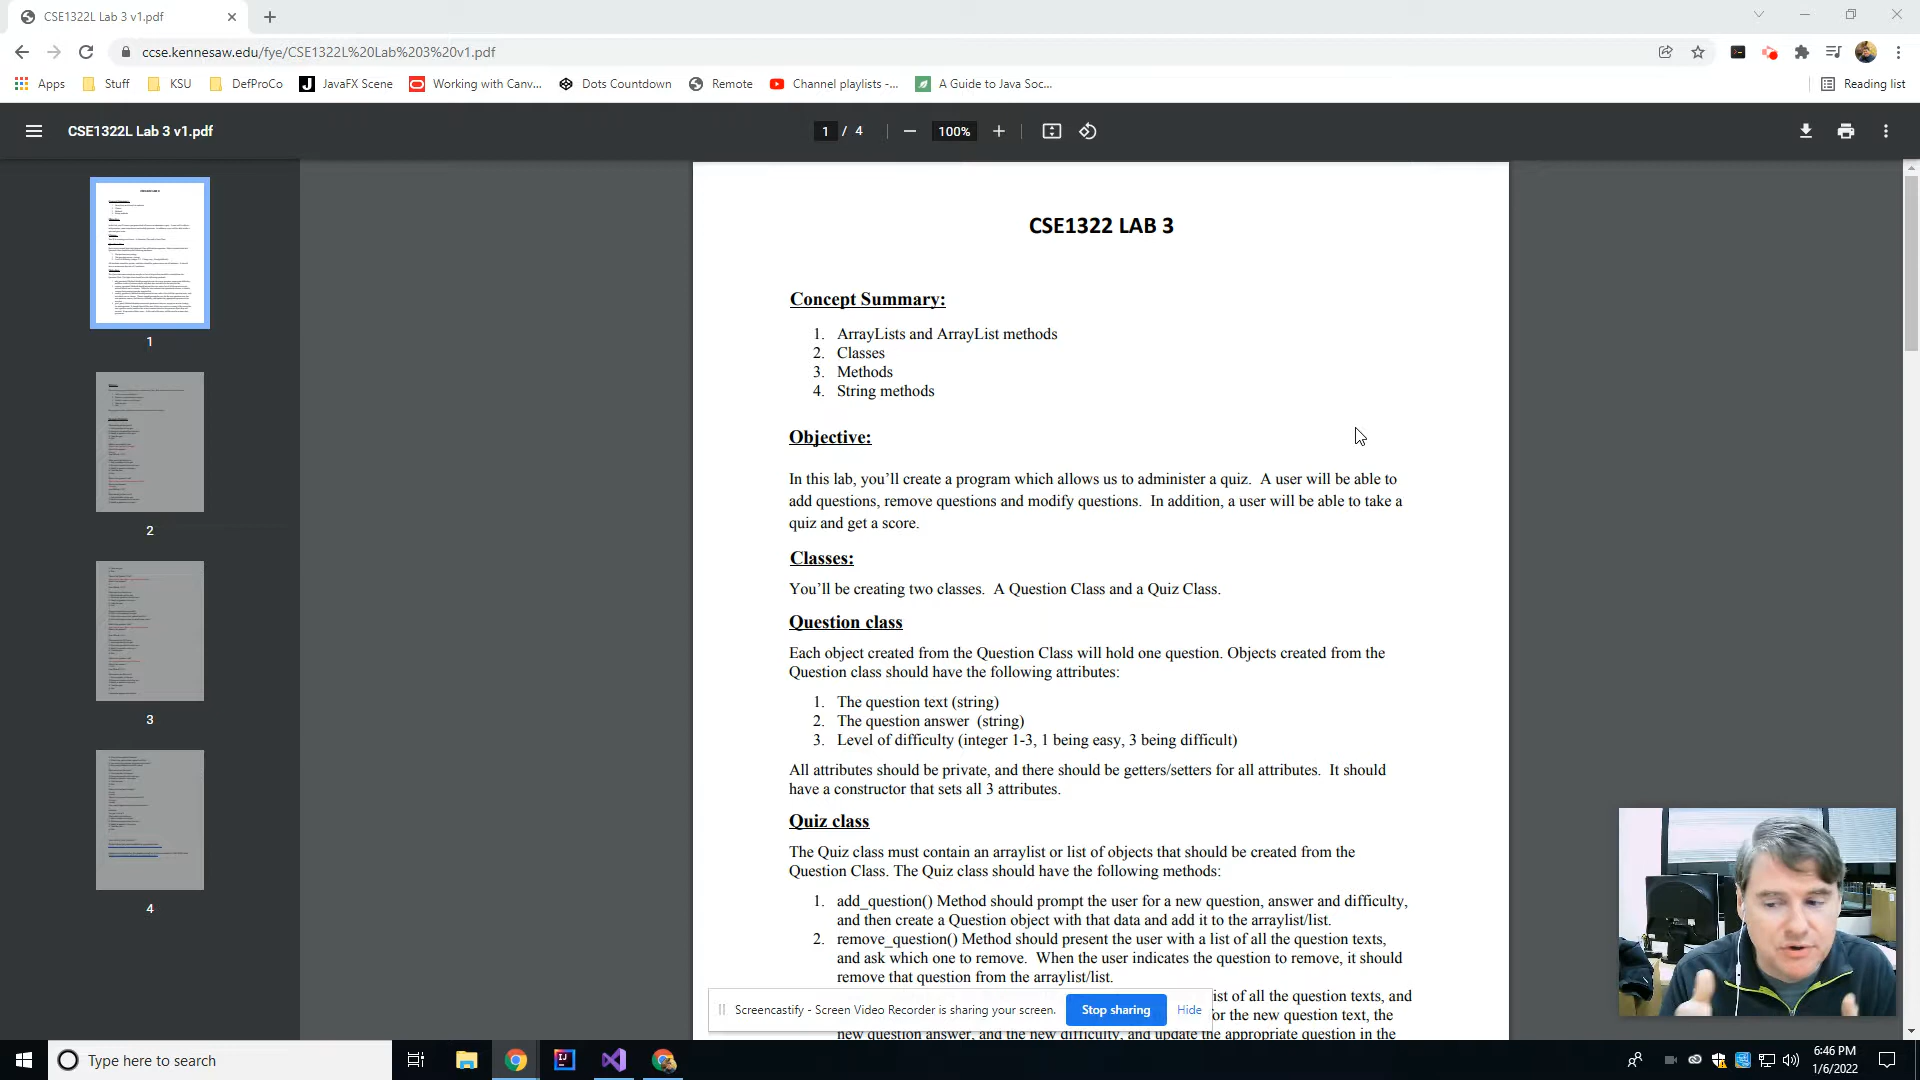 CSE1322L Lab 3 v1.pdf
ccse.kennesaw.edu/fye/CSE1322L%20Lab%203%20v1.pdf
Apps Stuff KSU DefProCo JavaFX Scene Working with Canv... Dots Countdown Remote Channel playlists -... A Guide to Java Soc... Reading list
CSE1322L Lab 3 v1.pdf 1 / 4 100%
1
2
3
4
CSE1322 LAB 3
Concept Summary:
1. ArrayLists and ArrayList methods
2. Classes
3. Methods
4. String methods
Objective:
In this lab, you’ll create a program which allows us to administer a quiz. A user will be able to
add questions, remove questions and modify questions. In addition, a user will be able to take a
quiz and get a score.
Classes:
You’ll be creating two classes. A Question Class and a Quiz Class.
Question class
Each object created from the Question Class will hold one question. Objects created from the
Question class should have the following attributes:
1. The question text (string)
2. The question answer (string)
3. Level of difficulty (integer 1-3, 1 being easy, 3 being difficult)
All attributes should be private, and there should be getters/setters for all attributes. It should
have a constructor that sets all 3 attributes.
Quiz class
The Quiz class must contain an arraylist or list of objects that should be created from the
Question Class. The Quiz class should have the following methods:
1. add_question() Method should prompt the user for a new question, answer and difficulty,
and then create a Question object with that data and add it to the arraylist/list.
2. remove_question() Method should present the user with a list of all the question texts,
and ask which one to remove. When the user indicates the question to remove, it should
remove that question from the arraylist/list.
ist of all the question texts, and
for the new question text, the
new question answer, and the new difficulty, and update the appropriate question in the
Screencastify - Screen Video Recorder is sharing your screen. Stop sharing Hide
Type here to search
6:46 PM
1/6/2022